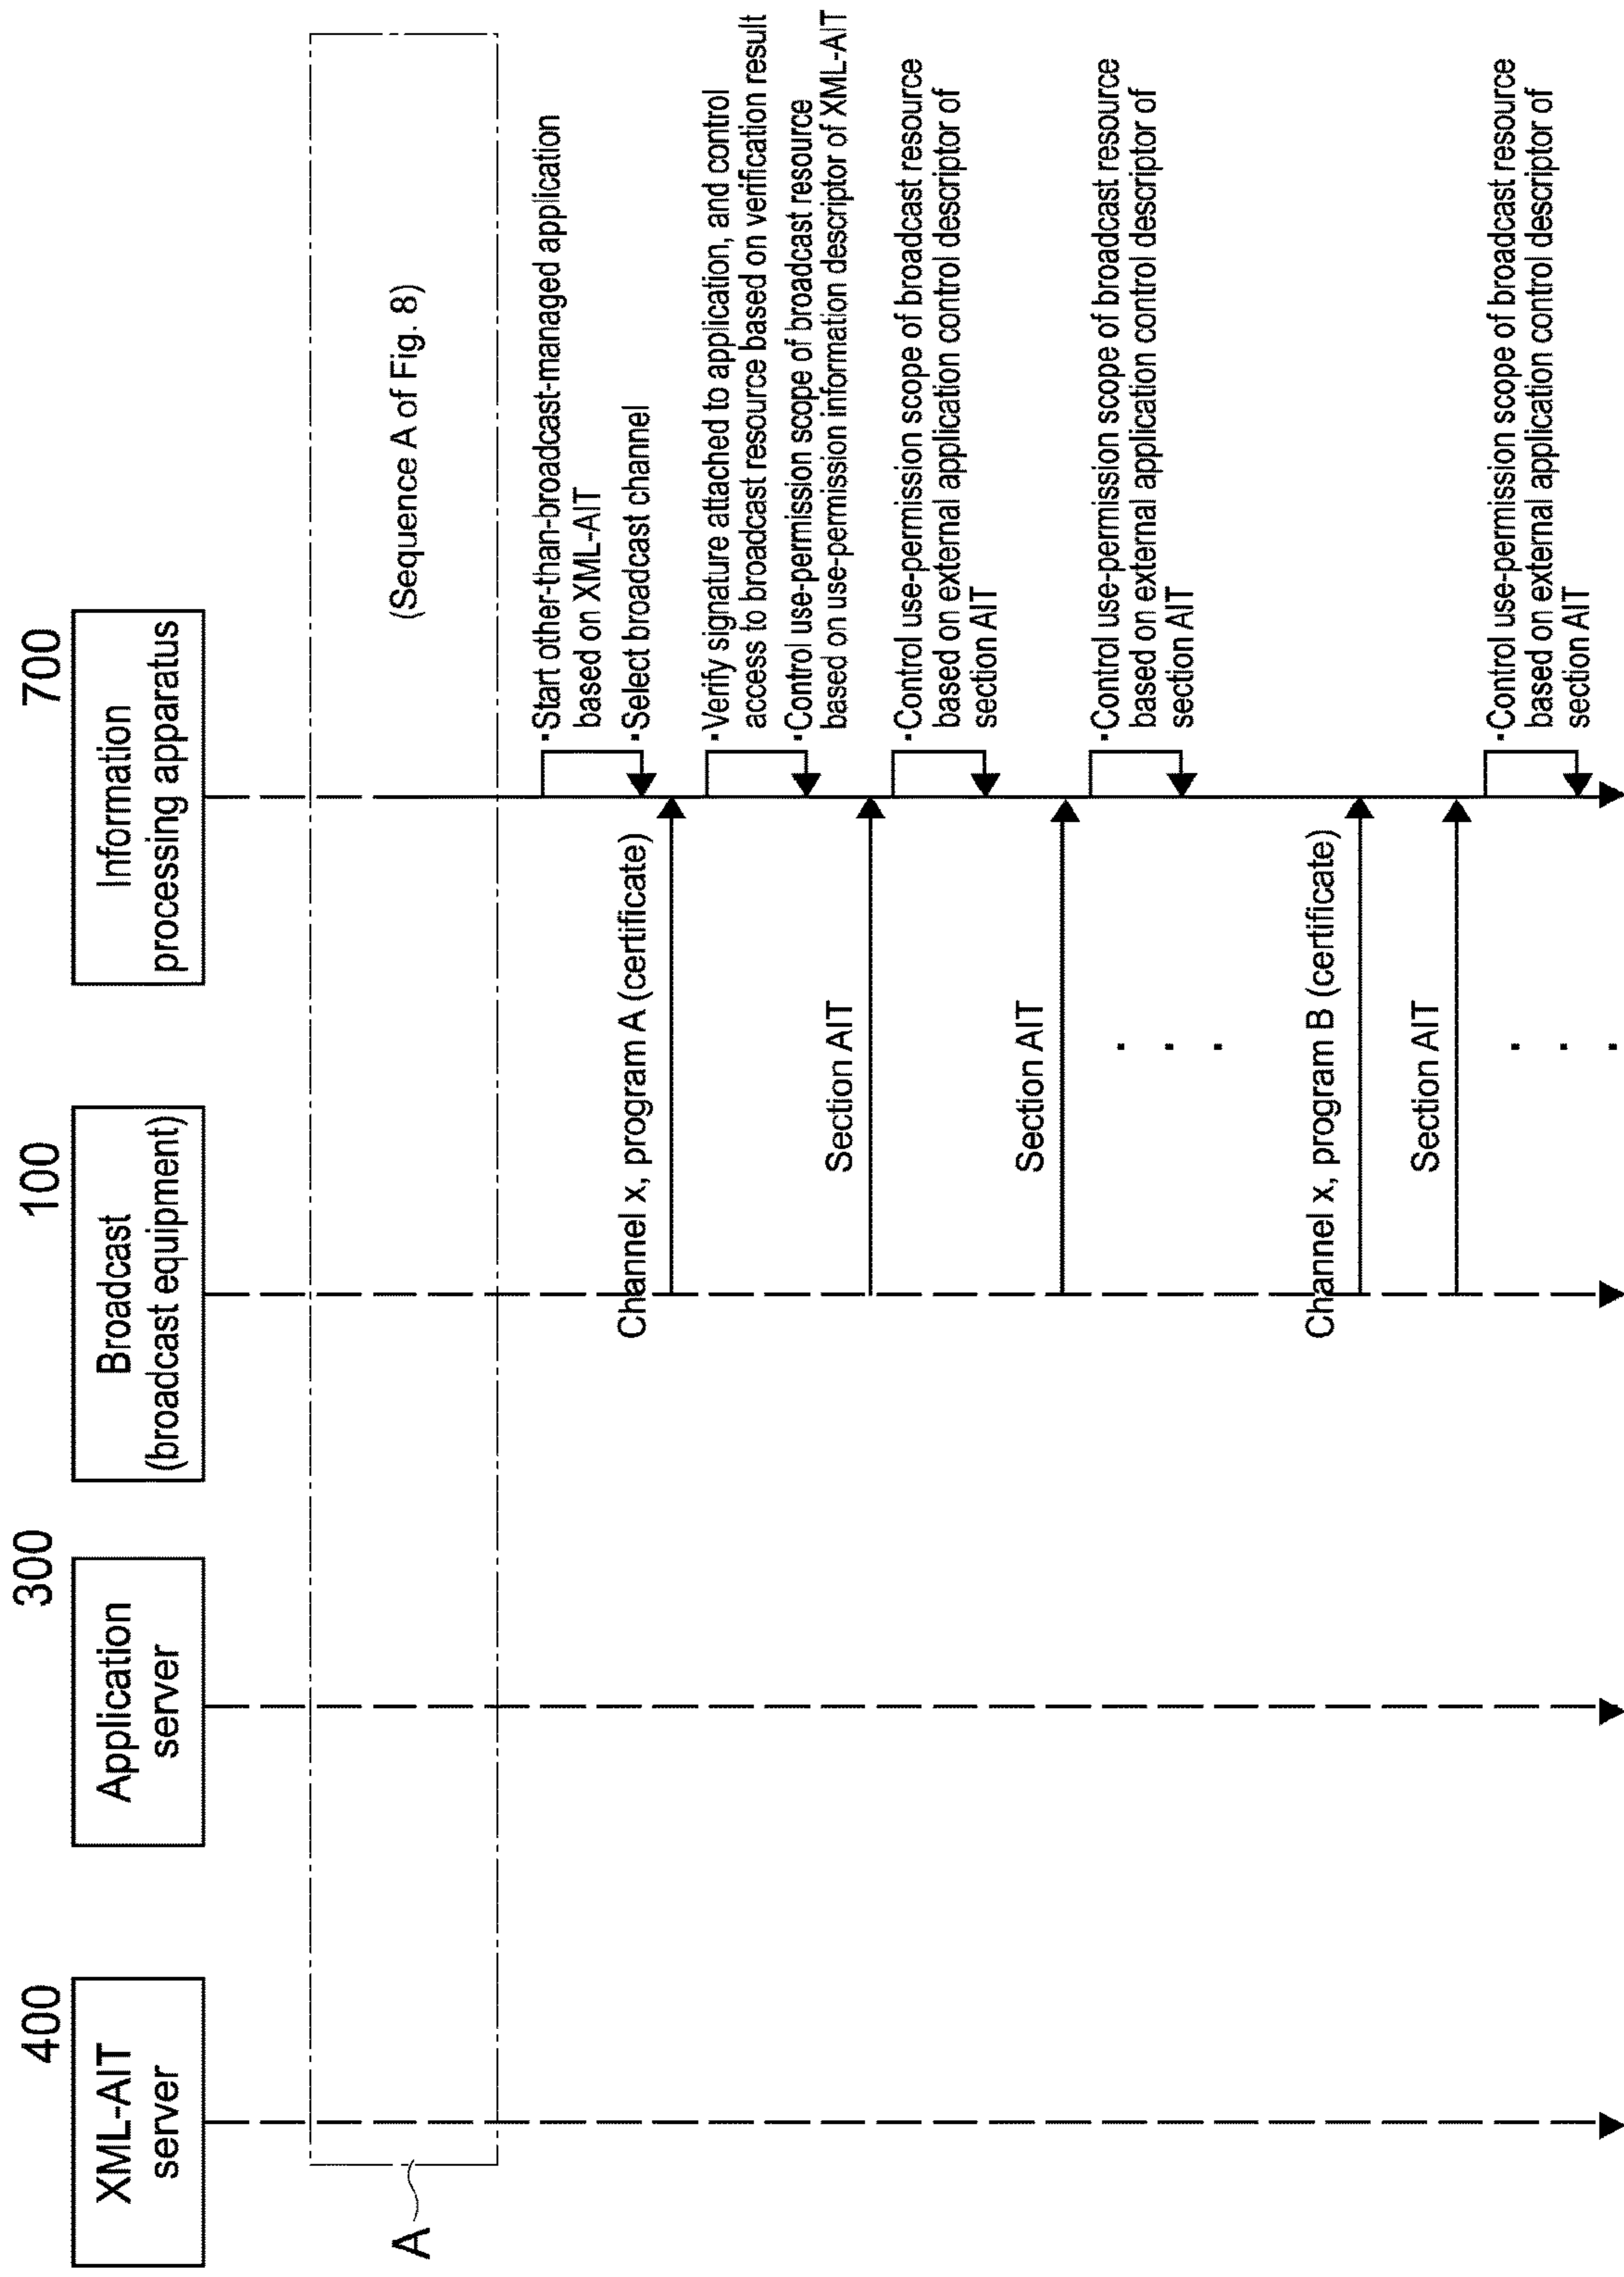 400
XML-AIT
server
300
Application
server
100
Broadcast
(broadcast equipment)
700
Information
processing apparatus
A
(Sequence A of Fig. 8)
·Start other-than-broadcast-managed application
based on XML-AIT
·Select broadcast channel
Channel x, program A (certificate)
·Verify signature attached to application, and control
access to broadcast resource based on verification result
·Control use-permission scope of broadcast resource
based on use-permission information descriptor of XML-AIT
Section AIT
·Control use-permission scope of broadcast resource
based on external application control descriptor of
section AIT
Section AIT
·Control use-permission scope of broadcast resource
based on external application control descriptor of
section AIT
· · ·
Channel x, program B (certificate)
Section AIT
·Control use-permission scope of broadcast resource
based on external application control descriptor of
section AIT
· · ·